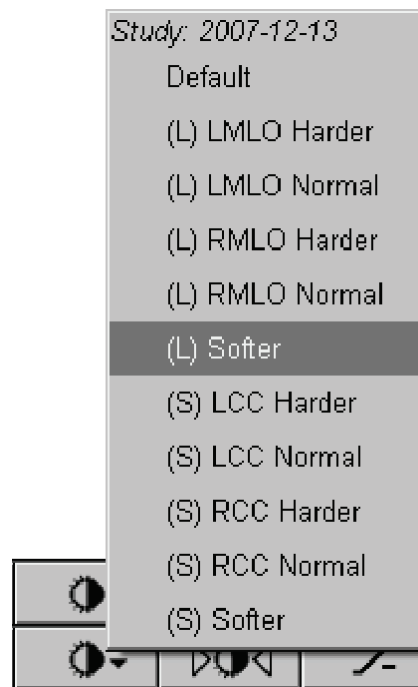 Study: 2007-12-13
Default
(L) LMLO Harder
(L) LMLO Normal
(L) RMLO Harder
(L) RMLO Normal
(L) Softer
(S) LCC Harder
(S) LCC Normal
(S) RCC Harder
(S) RCC Normal
(S) Softer